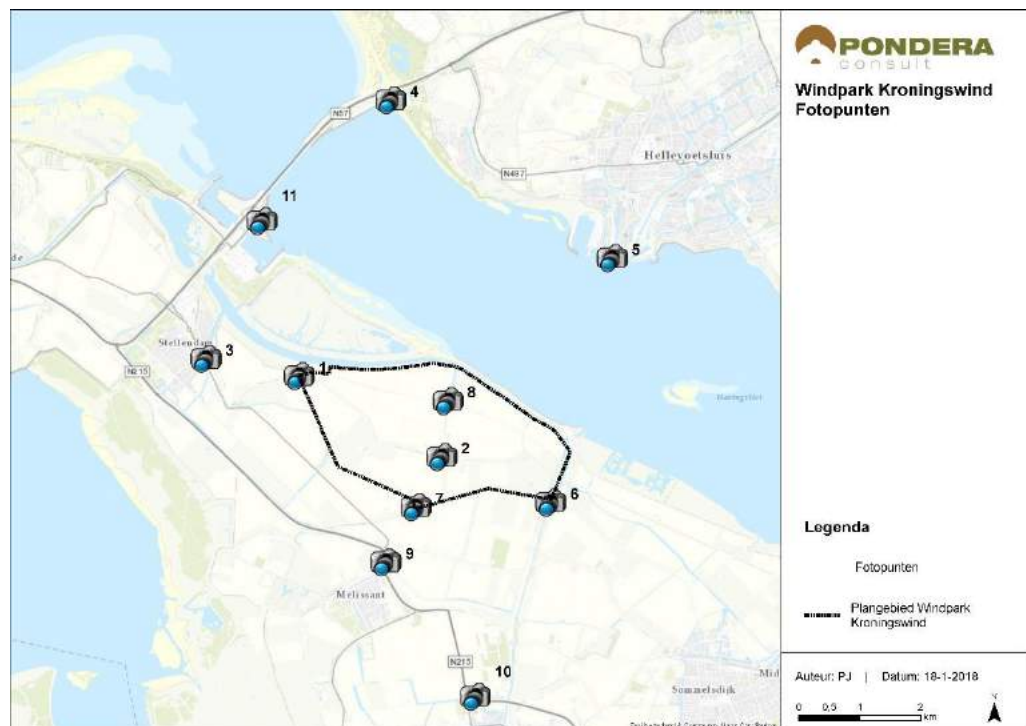 PONDERA
consult
Windpark Kroningswind
Fotopunten
4
N57
Hellevoetsluis
N497
11
5
Stellendam
3
1
N215
8
2
7
6
9
Melissant
10
N215
Sommelsdijk
Legenda
Fotopunten
Plangebied Windpark
Kroningswind
Auteur: PJ | Datum: 18-1-2018
0 0,5 1 2
km
N